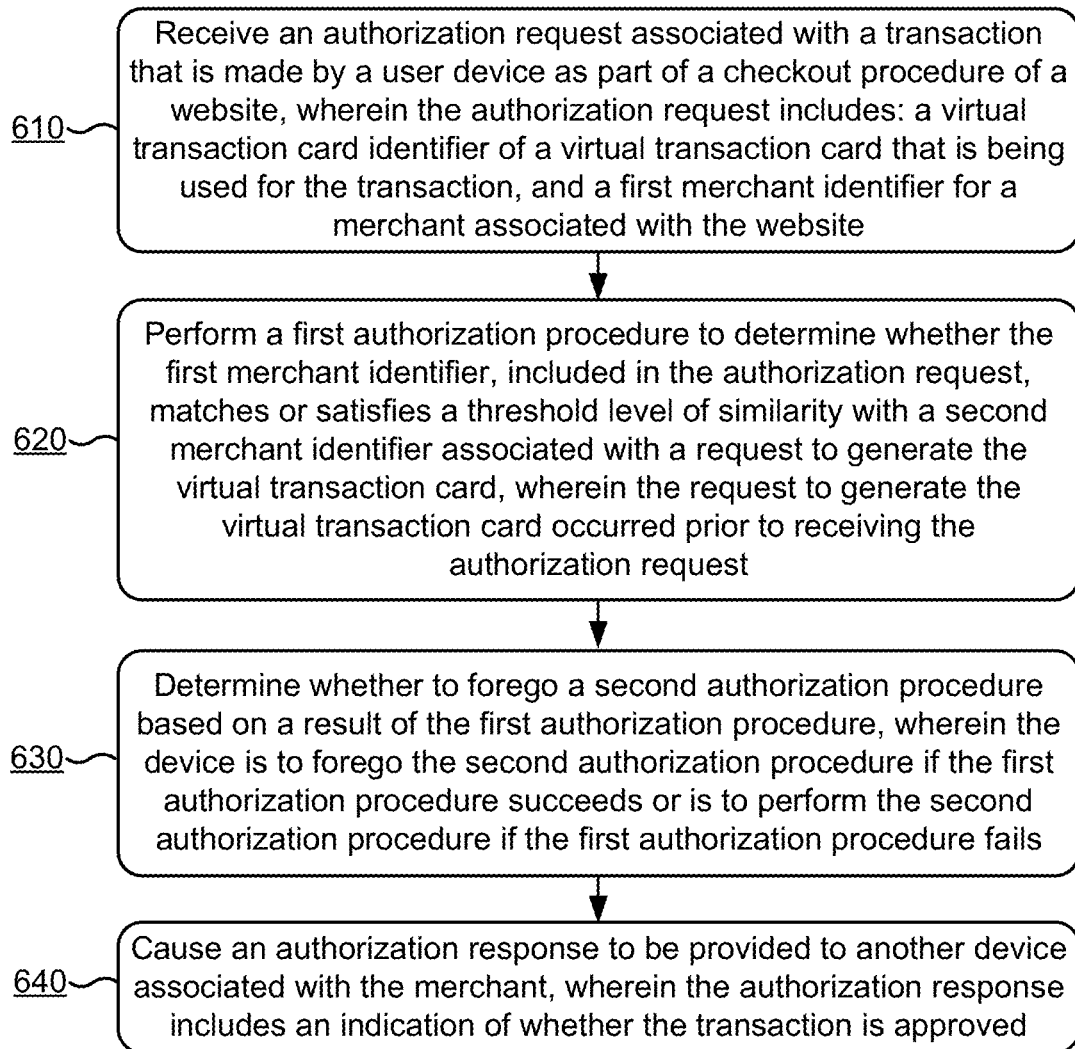 Receive an authorization request associated with a transaction
that is made by a user device as part of a checkout procedure of a
website, wherein the authorization request includes: a virtual
transaction card identifier of a virtual transaction card that is being
used for the transaction, and a first merchant identifier for a
merchant associated with the website
610
Perform a first authorization procedure to determine whether the
first merchant identifier, included in the authorization request,
matches or satisfies a threshold level of similarity with a second
merchant identifier associated with a request to generate the
virtual transaction card, wherein the request to generate the
virtual transaction card occurred prior to receiving the
authorization request
620
Determine whether to forego a second authorization procedure
based on a result of the first authorization procedure, wherein the
device is to forego the second authorization procedure if the first
authorization procedure succeeds or is to perform the second
authorization procedure if the first authorization procedure fails
630
Cause an authorization response to be provided to another device
associated with the merchant, wherein the authorization response
includes an indication of whether the transaction is approved
640